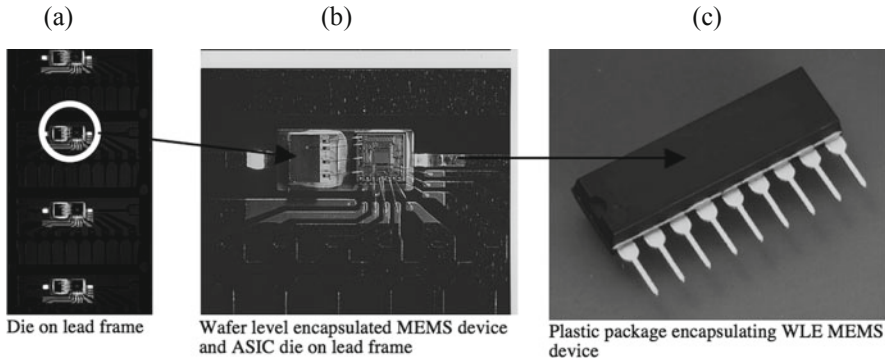 (a) (b) (c)
Die on lead frame
Wafer level encapsulated MEMS device
and ASIC die on lead frame
Plastic package encapsulating WLE MEMS
device